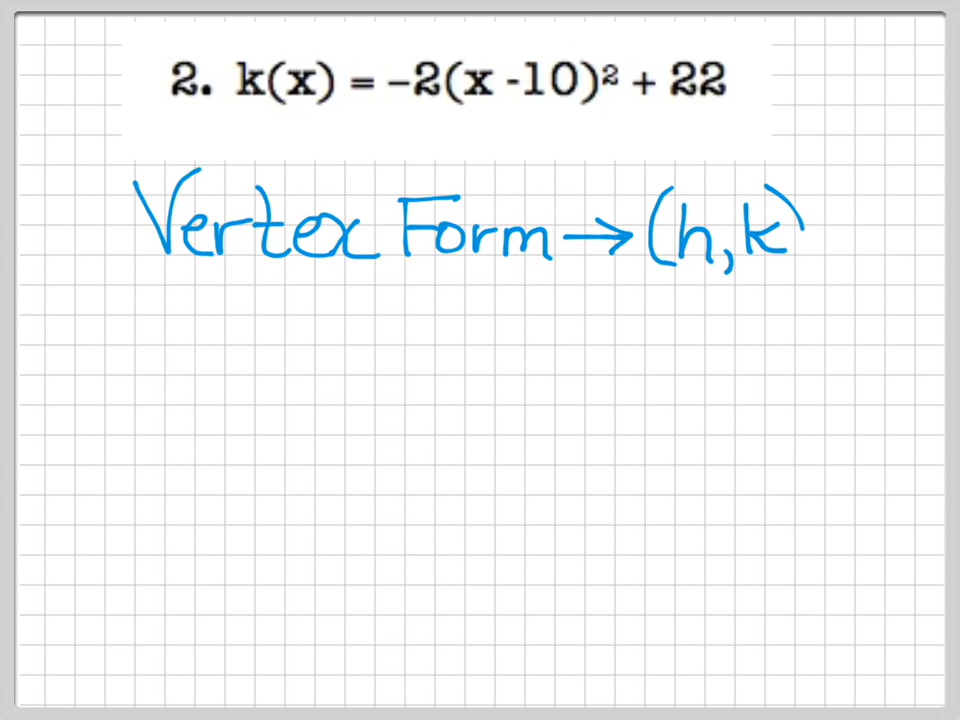 2. k(x) = -2(x -10)² + 22
Vertex Form → (h,k)